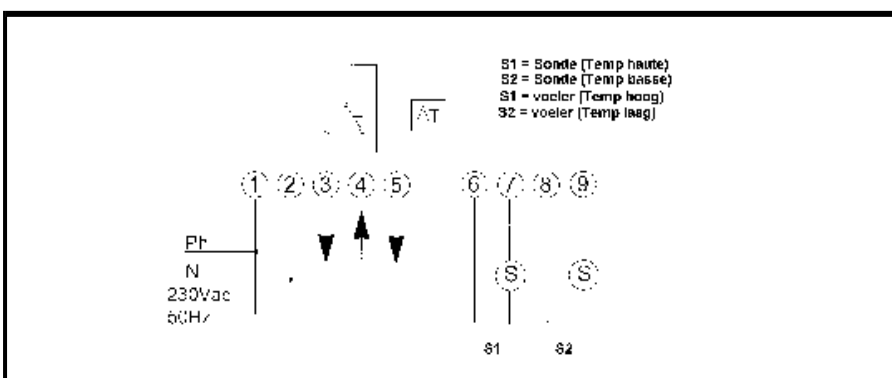 S1 = Sonde (Temp haute)
S2 = Sonde (Temp basse)
S1 = voeler (Temp hoog)
S2 = voeler (Temp laag)
ΔT
1 2 3 4 5 6 7 8 9
Ph
N
230Vac
50Hz
S S
S1 S2